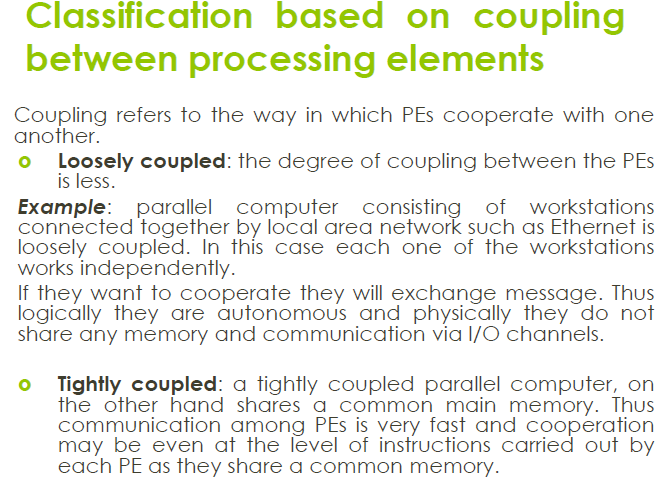 Classification based on coupling
between processing elements
Coupling refers to the way in which PEs cooperate with one
another.
Loosely coupled: the degree of coupling between the PEs
is less.
Example: parallel computer consisting of workstations
connected together by local area network such as Ethernet is
loosely coupled. In this case each one of the workstations
works independently.
If they want to cooperate they will exchange message. Thus
logically they are autonomous and physically they do not
share any memory and communication via I/O channels.
Tightly coupled: a tightly coupled parallel computer, on
the other hand shares a common main memory. Thus
communication among PEs is very fast and cooperation
may be even at the level of instructions carried out by
each PE as they share a common memory.